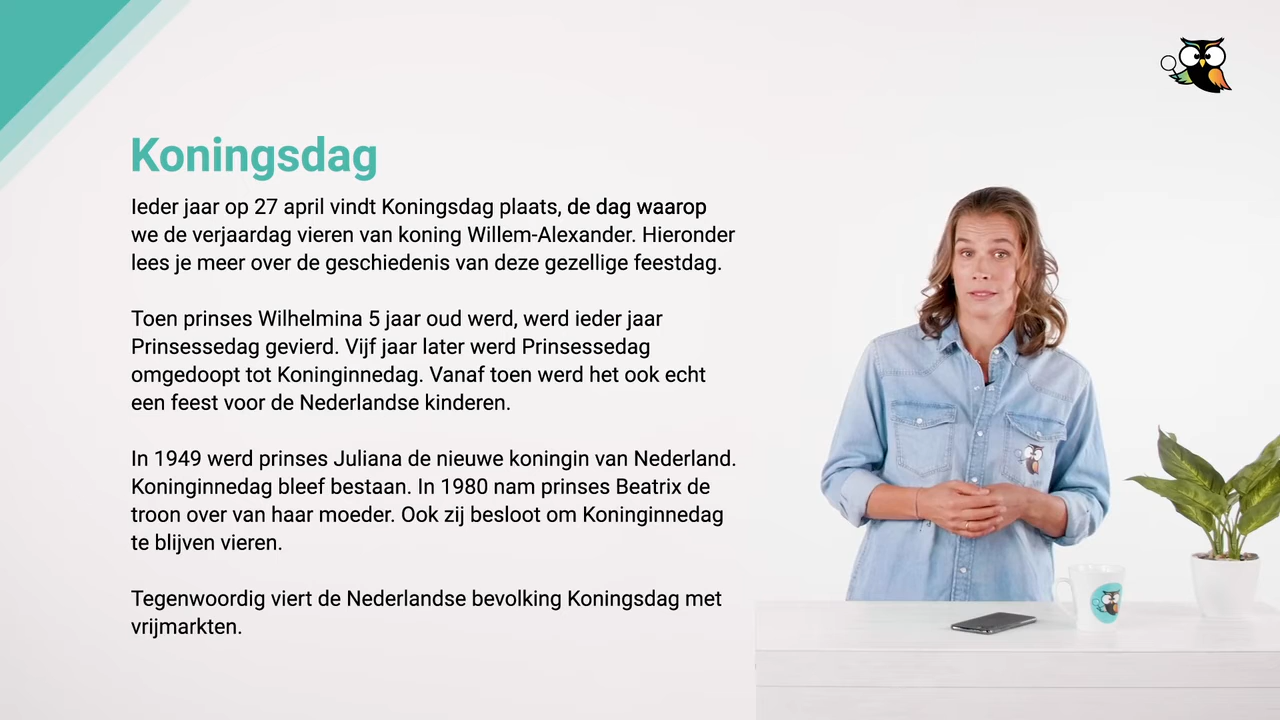 Koningsdag
Ieder jaar op 27 april vindt Koningsdag plaats, de dag waarop
we de verjaardag vieren van koning Willem-Alexander. Hieronder
lees je meer over de geschiedenis van deze gezellige feestdag.
Toen prinses Wilhelmina 5 jaar oud werd, werd ieder jaar
Prinsessedag gevierd. Vijf jaar later werd Prinsessedag
omgedoopt tot Koninginnedag. Vanaf toen werd het ook echt
een feest voor de Nederlandse kinderen.
In 1949 werd prinses Juliana de nieuwe koningin van Nederland.
Koninginnedag bleef bestaan. In 1980 nam prinses Beatrix de
troon over van haar moeder. Ook zij besloot om Koninginnedag
te blijven vieren.
Tegenwoordig viert de Nederlandse bevolking Koningsdag met
vrijmarkten.